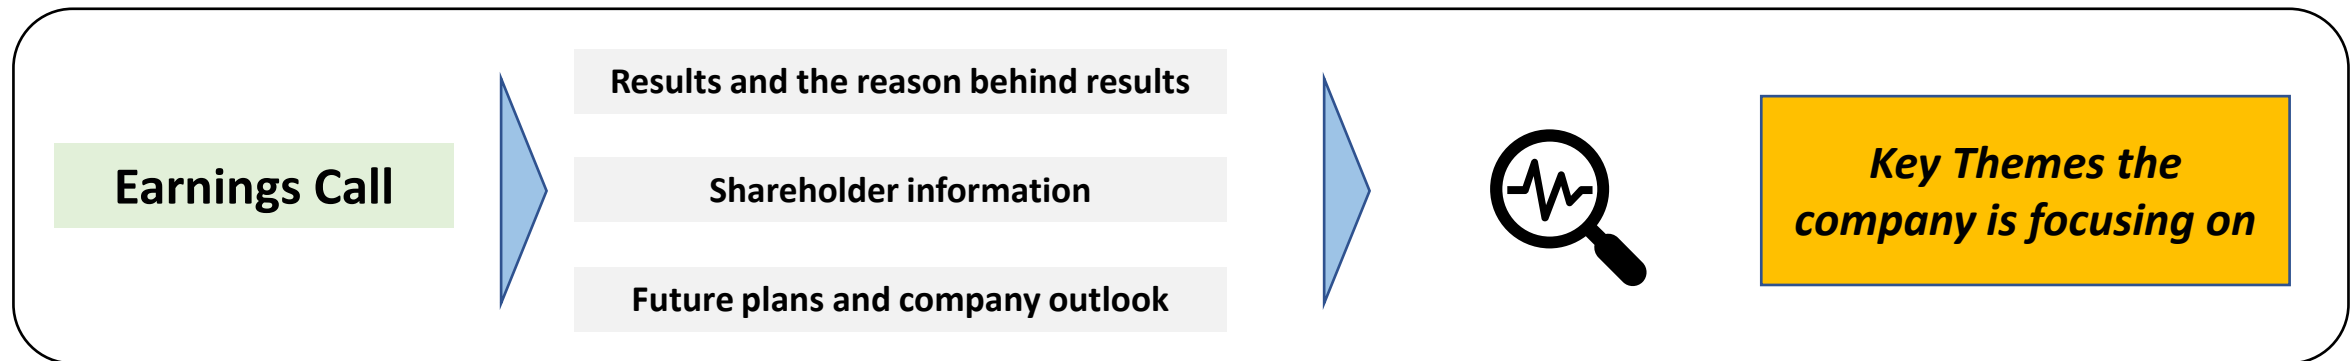 Earnings Call
Results and the reason behind results
Shareholder information
Future plans and company outlook
Key Themes the
company is focusing on